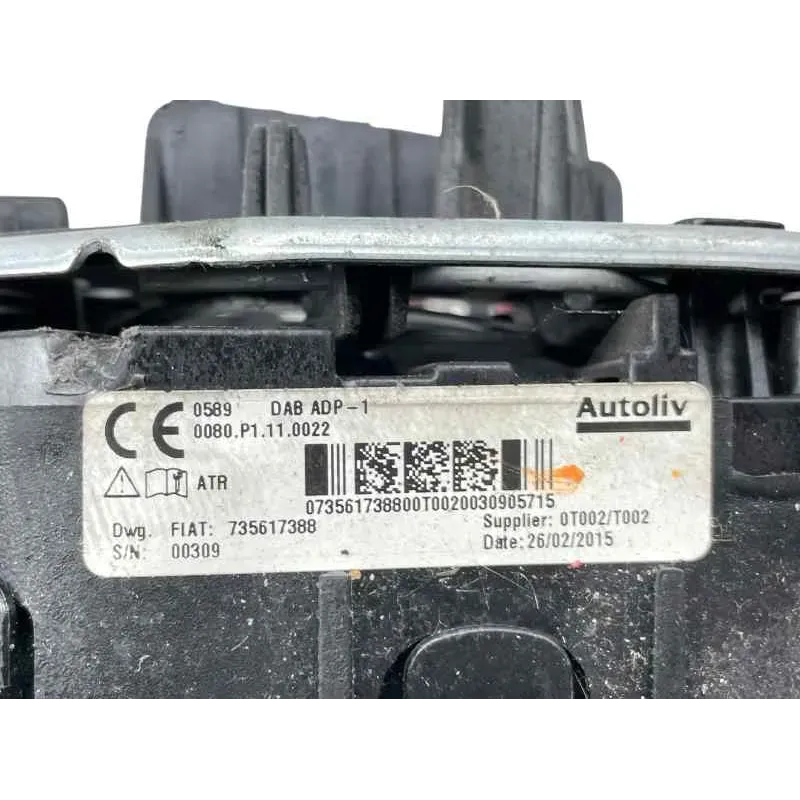 CE 0589 DAB ADP-1 Autoliv
0080.P1.11.0022
ATR
073561738800T0020030905715
Dwg. FIAT: 735617388 Supplier: 0T002/T002
S/N: 00309 Date: 26/02/2015